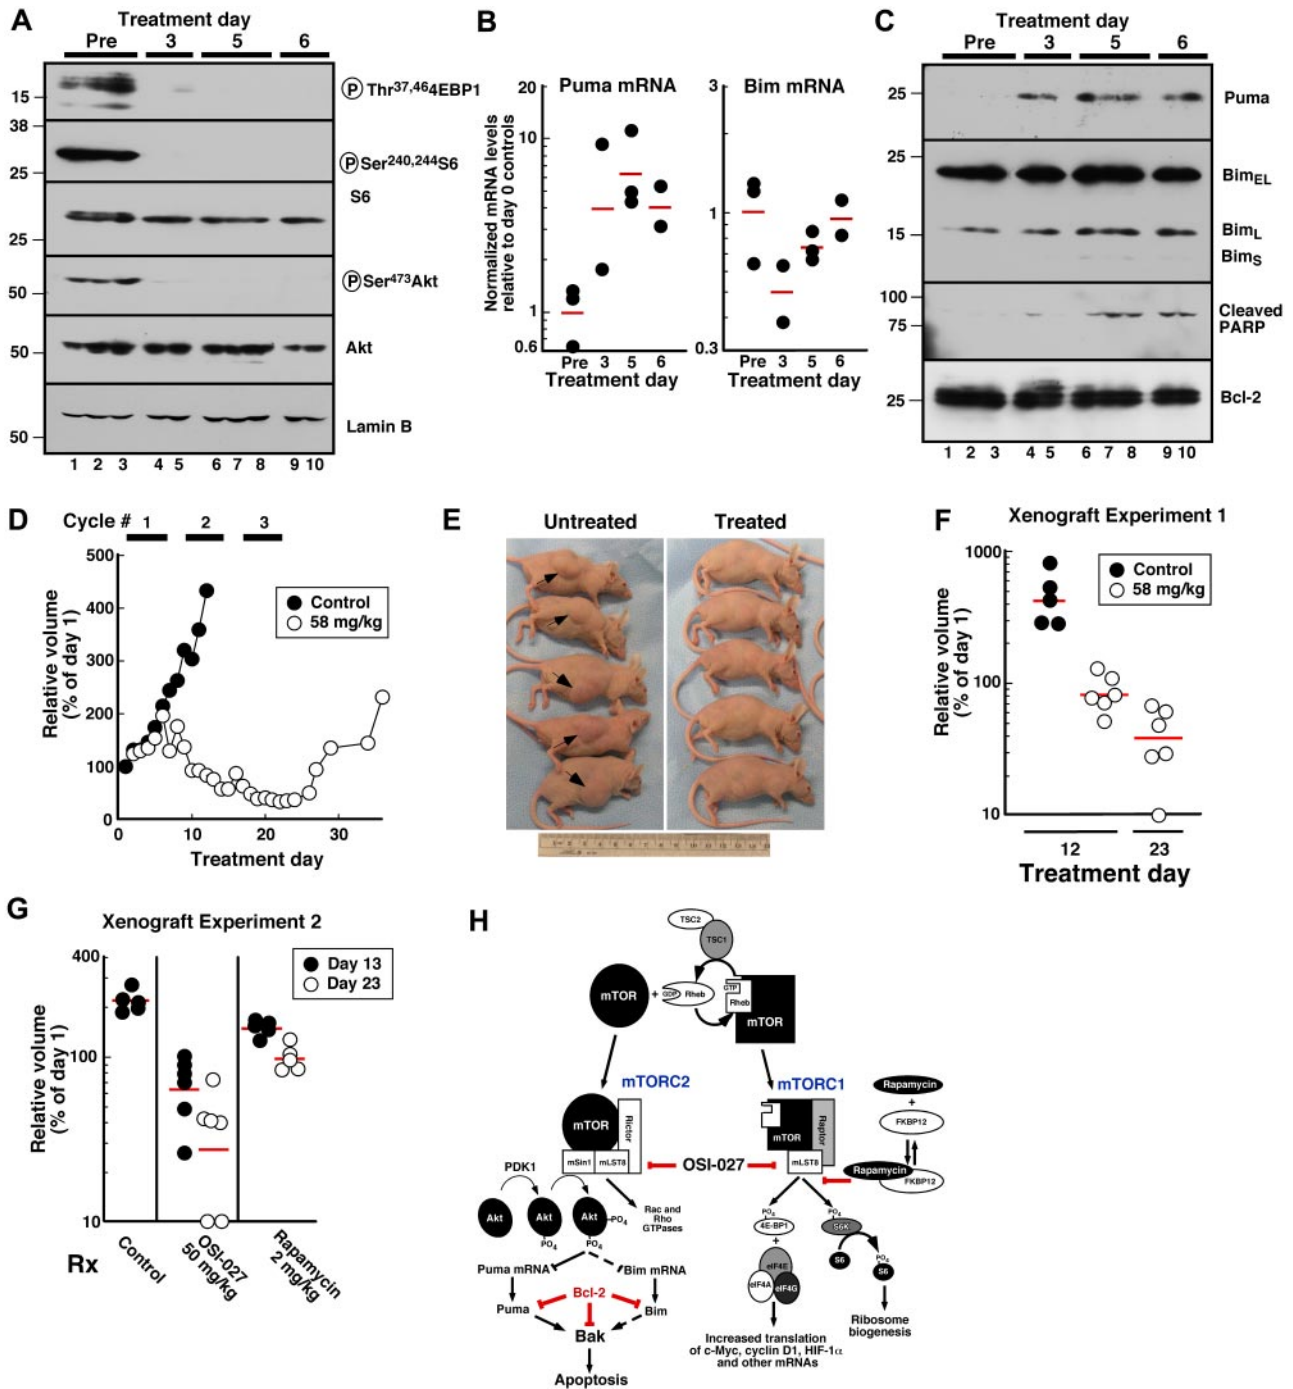 A
Treatment day
Pre 3 5 6
15
38
25
25
50
50
50
P Thr37,464EBP1
P Ser240,244S6
S6
P Ser473Akt
Akt
Lamin B
1 2 3 4 5 6 7 8 9 10
B
Puma mRNA
Bim mRNA
Normalized mRNA levels
relative to day 0 controls
20
10
1
0.6
3
1
0.3
Pre 3 5 6
Treatment day
Pre 3 5 6
Treatment day
C
Treatment day
Pre 3 5 6
25
25
15
100
75
25
Puma
BimEL
BimL
BimS
Cleaved
PARP
Bcl-2
1 2 3 4 5 6 7 8 9 10
D
Cycle # 1 2 3
500
400
300
200
100
0
Relative volume
(% of day 1)
Control
58 mg/kg
0 10 20 30
Treatment day
E
Untreated
Treated
F
Xenograft Experiment 1
1000
100
10
Relative volume
(% of day 1)
Control
58 mg/kg
12 23
Treatment day
G
Xenograft Experiment 2
400
100
10
Relative volume
(% of day 1)
Day 13
Day 23
Rx
Control
OSI-027
50 mg/kg
Rapamycin
2 mg/kg
H
TSC2
TSC1
mTOR
+
GDP
Rheb
GTP
Rheb
mTOR
mTORC2
mTORC1
mTOR
Rictor
mSin1
mLST8
mTOR
Raptor
mLST8
OSI-027
Rapamycin
+
FKBP12
Rapamycin
FKBP12
PDK1
Akt
Akt
PO4
Akt
PO4
PO4
Rac and
Rho
GTPases
PO4
4E-BP1
+
eIF4E
eIF4A
eIF4G
PO4
S6K
S6
PO4
S6
Puma mRNA
Bim mRNA
Bcl-2
Puma
Bim
Bak
Apoptosis
Increased translation
of c-Myc, cyclin D1, HIF-1α
and other mRNAs
Ribosome
biogenesis